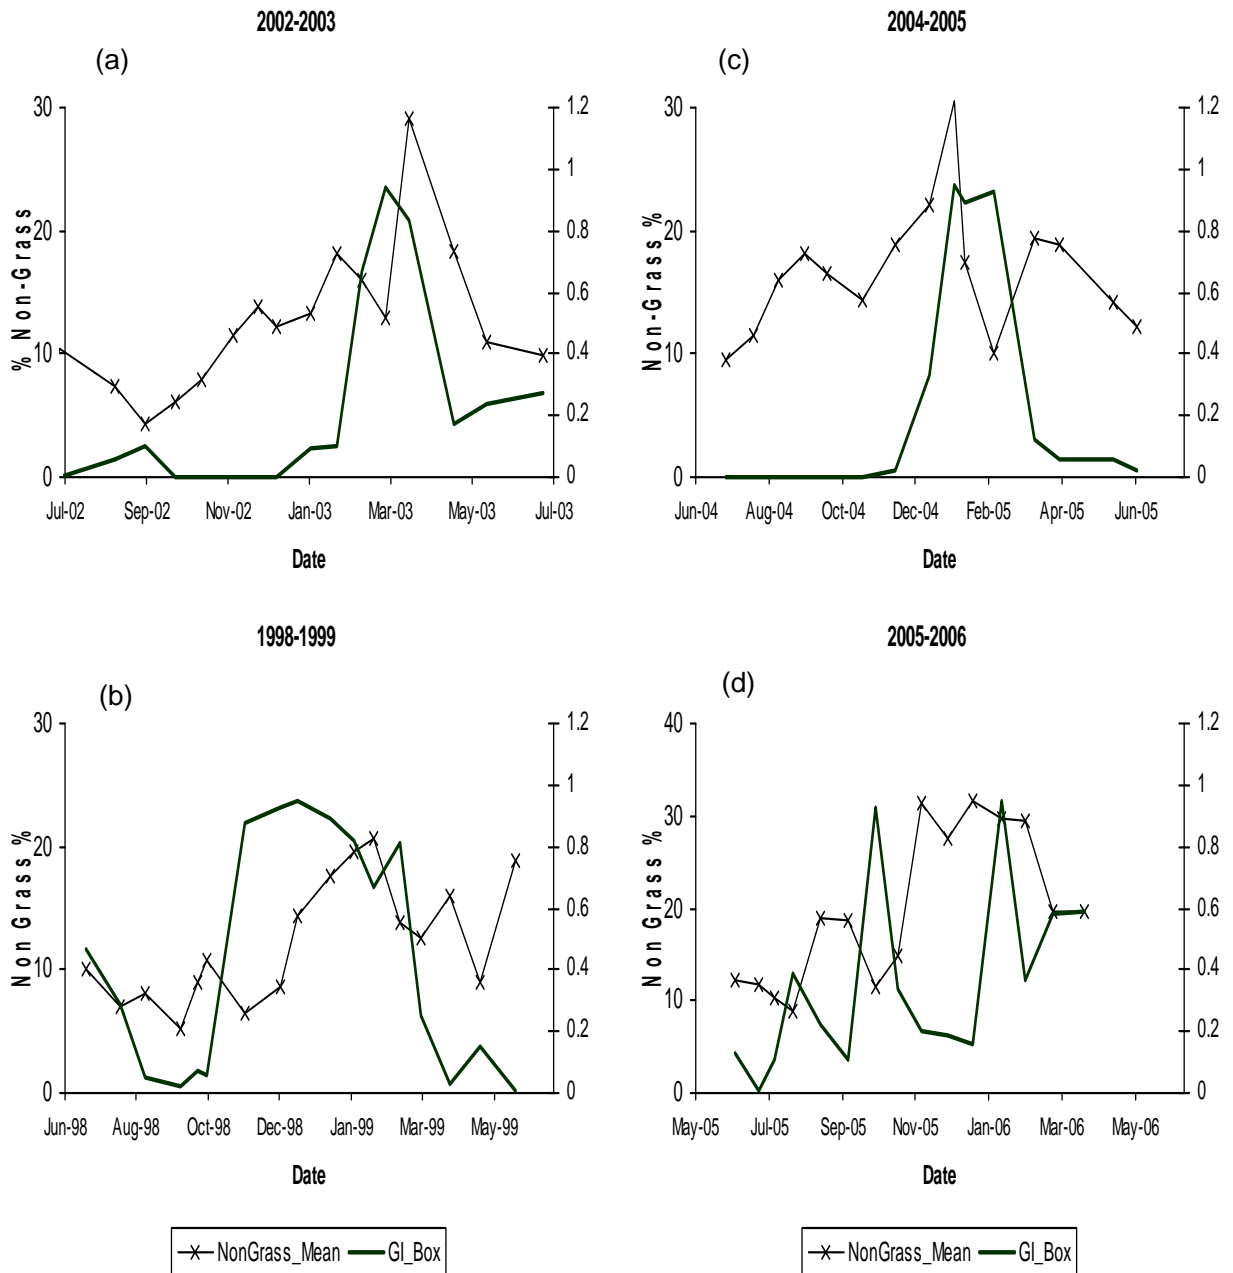 2002-2003
(a)
30
20
10
0
1.2
1
0.8
0.6
0.4
0.2
0
% Non-Grass
Jul-02 Sep-02 Nov-02 Jan-03 Mar-03 May-03 Jul-03
Date
2004-2005
(c)
30
20
10
0
1.2
1
0.8
0.6
0.4
0.2
0
Non-Grass %
Jun-04 Aug-04 Oct-04 Dec-04 Feb-05 Apr-05 Jun-05
Date
1998-1999
(b)
30
20
10
0
1.2
1
0.8
0.6
0.4
0.2
0
Non Grass %
Jun-98 Aug-98 Oct-98 Dec-98 Jan-99 Mar-99 May-99
Date
NonGrass_Mean GI_Box
2005-2006
(d)
40
30
20
10
0
1.2
1
0.8
0.6
0.4
0.2
0
Non Grass %
May-05 Jul-05 Sep-05 Nov-05 Jan-06 Mar-06 May-06
Date
NonGrass_Mean GI_Box